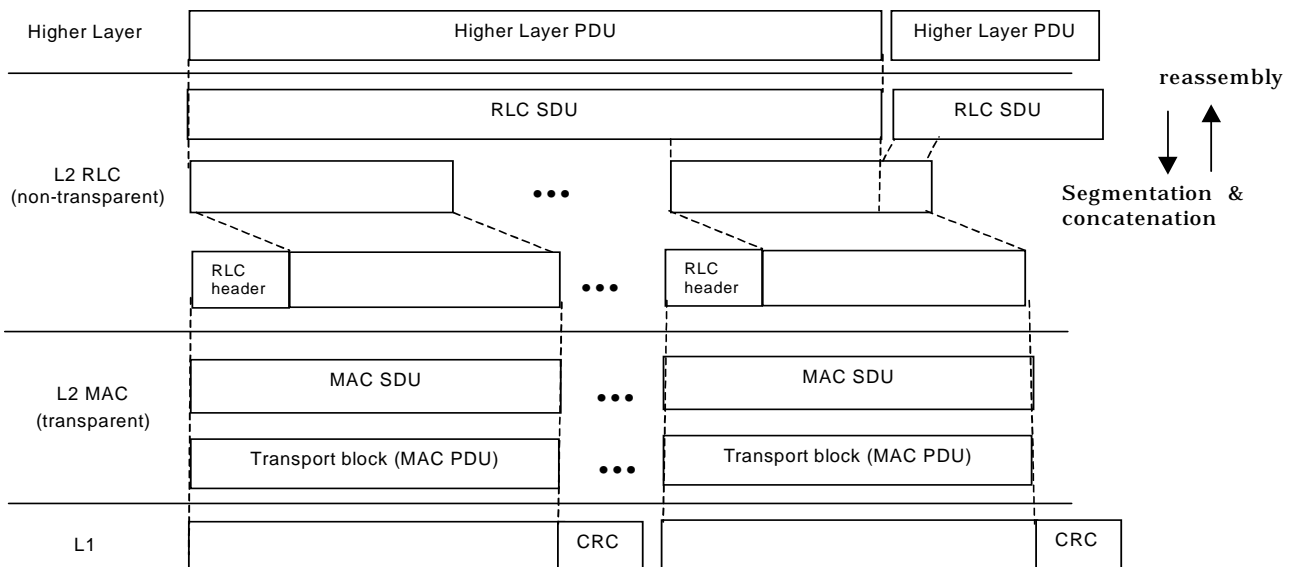 Higher Layer
Higher Layer PDU
Higher Layer PDU
reassembly
RLC SDU
RLC SDU
L2 RLC
(non-transparent)
Segmentation &
concatenation
RLC
header
RLC
header
L2 MAC
(transparent)
MAC SDU
MAC SDU
Transport block (MAC PDU)
Transport block (MAC PDU)
L1
CRC
CRC